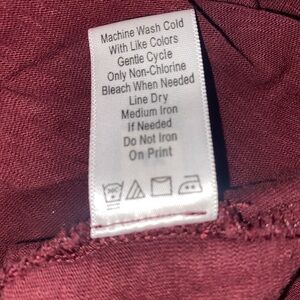 Machine Wash Cold
With Like Colors
Gentle Cycle
Only Non-Chlorine
Bleach When Needed
Line Dry
Medium Iron
If Needed
Do Not Iron
On Print